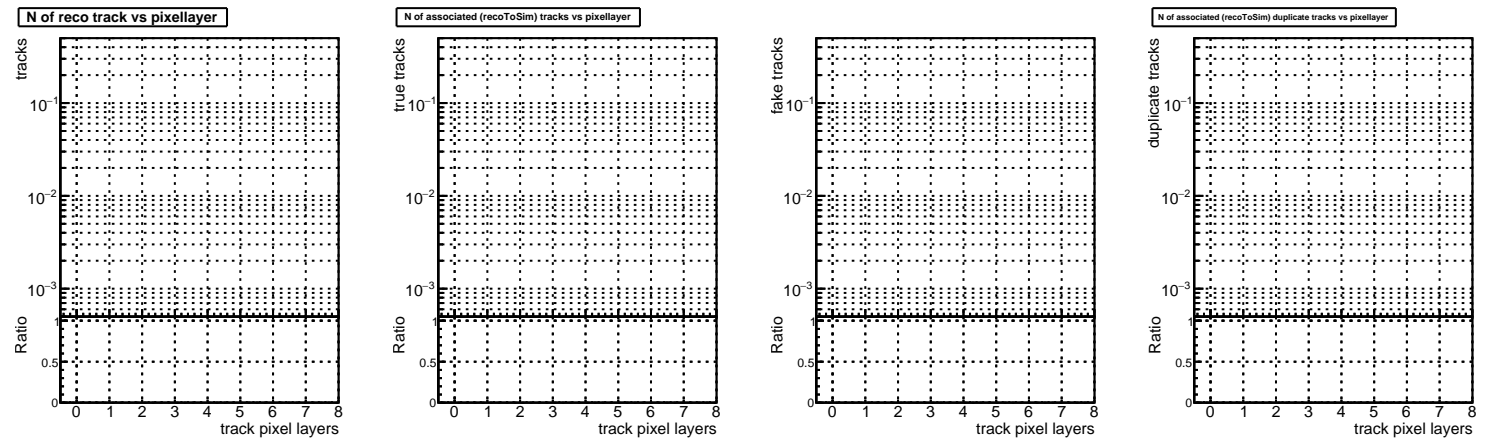 N of reco track vs pixellayer
tracks
10⁻¹
10⁻²
10⁻³
1
Ratio
0.5
0
0 1 2 3 4 5 6 7 8
track pixel layers
N of associated (recoToSim) tracks vs pixellayer
true tracks
10⁻¹
10⁻²
10⁻³
1
Ratio
0.5
0
0 1 2 3 4 5 6 7 8
track pixel layers
fake tracks
10⁻¹
10⁻²
10⁻³
1
Ratio
0.5
0
0 1 2 3 4 5 6 7 8
track pixel layers
N of associated (recoToSim) duplicate tracks vs pixellayer
duplicate tracks
10⁻¹
10⁻²
10⁻³
1
Ratio
0.5
0
0 1 2 3 4 5 6 7 8
track pixel layers